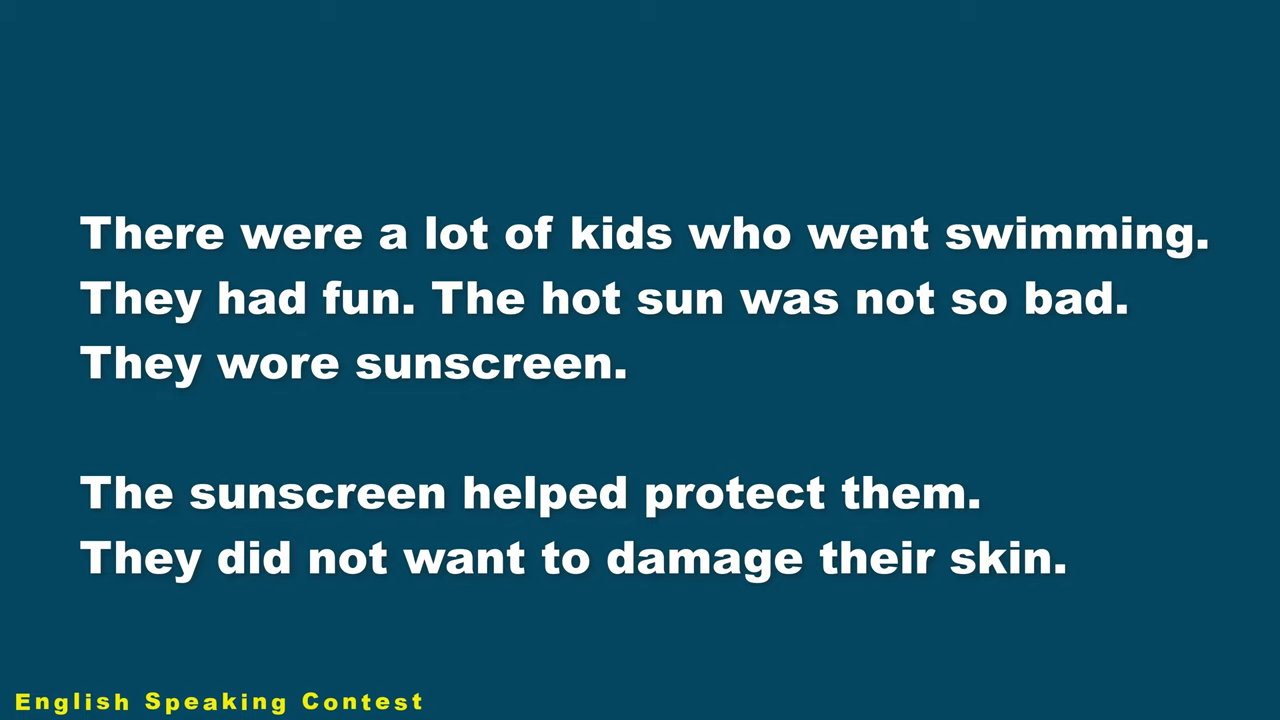 There were a lot of kids who went swimming.
They had fun. The hot sun was not so bad.
They wore sunscreen.
The sunscreen helped protect them.
They did not want to damage their skin.
English Speaking Contest